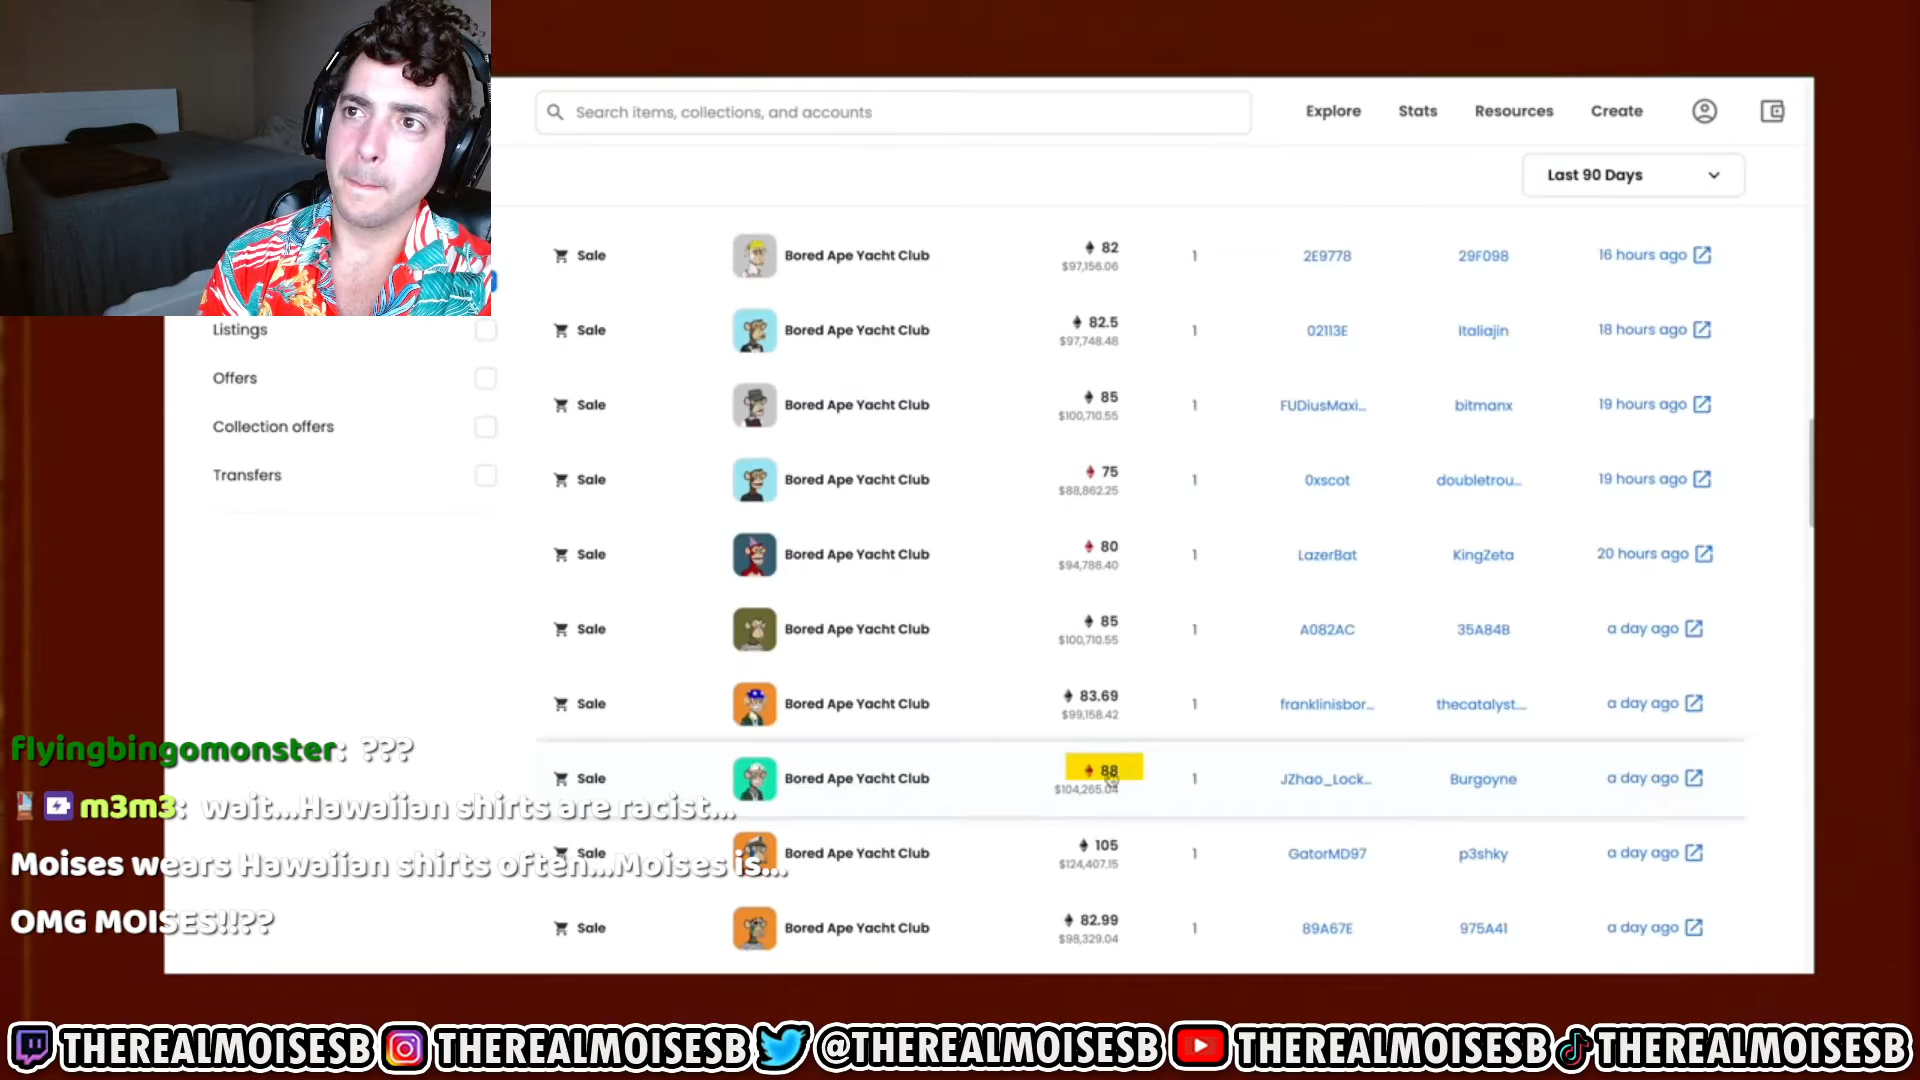 Search items, collections, and accounts
Explore Stats Resources Create
Last 90 Days
Listings
Offers
Collection offers
Transfers
Sale Bored Ape Yacht Club 82 $97,156.06 1 2E9778 29F098 16 hours ago
Sale Bored Ape Yacht Club 82.5 $97,748.48 1 02113E Italiajin 18 hours ago
Sale Bored Ape Yacht Club 85 $100,710.55 1 FUDiusMaxi... bitmanx 19 hours ago
Sale Bored Ape Yacht Club 75 $88,862.25 1 0xscot doubletrou... 19 hours ago
Sale Bored Ape Yacht Club 80 $94,786.40 1 LazerBat KingZeta 20 hours ago
Sale Bored Ape Yacht Club 85 $100,710.55 1 A082AC 35A84B a day ago
Sale Bored Ape Yacht Club 83.69 $99,158.42 1 franklinisbor... thecatalyst... a day ago
Sale Bored Ape Yacht Club 88 $104,265.04 1 JZhao_Lock... Burgoyne a day ago
Sale Bored Ape Yacht Club 105 $124,407.15 1 GatorMD97 p3shky a day ago
Sale Bored Ape Yacht Club 82.99 $98,329.04 1 89A67E 975A41 a day ago
flyingbingomonster: ???
m3m3: wait...Hawaiian shirts are racist...
Moises wears Hawaiian shirts often...Moises is...
OMG MOISES!!??
THEREALMOISESB THEREALMOISESB @THEREALMOISESB THEREALMOISESB THEREALMOISESB